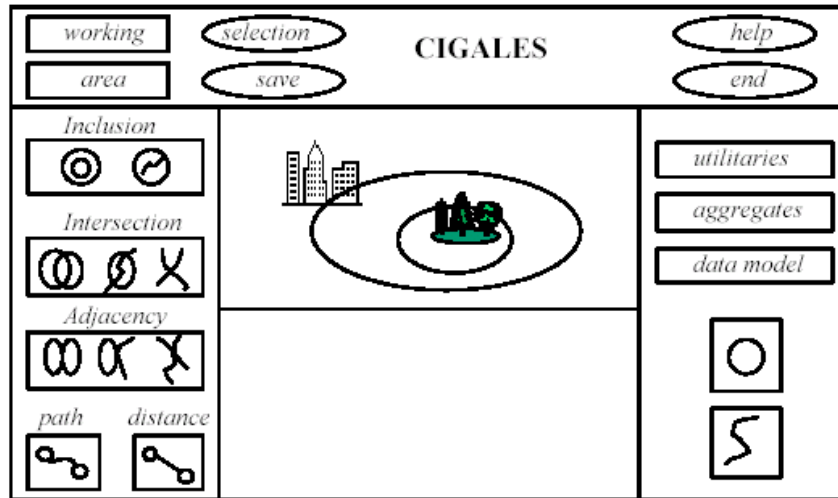 working
selection
CIGALES
help
area
save
end
Inclusion
Intersection
Adjacency
path
distance
utilitaries
aggregates
data model